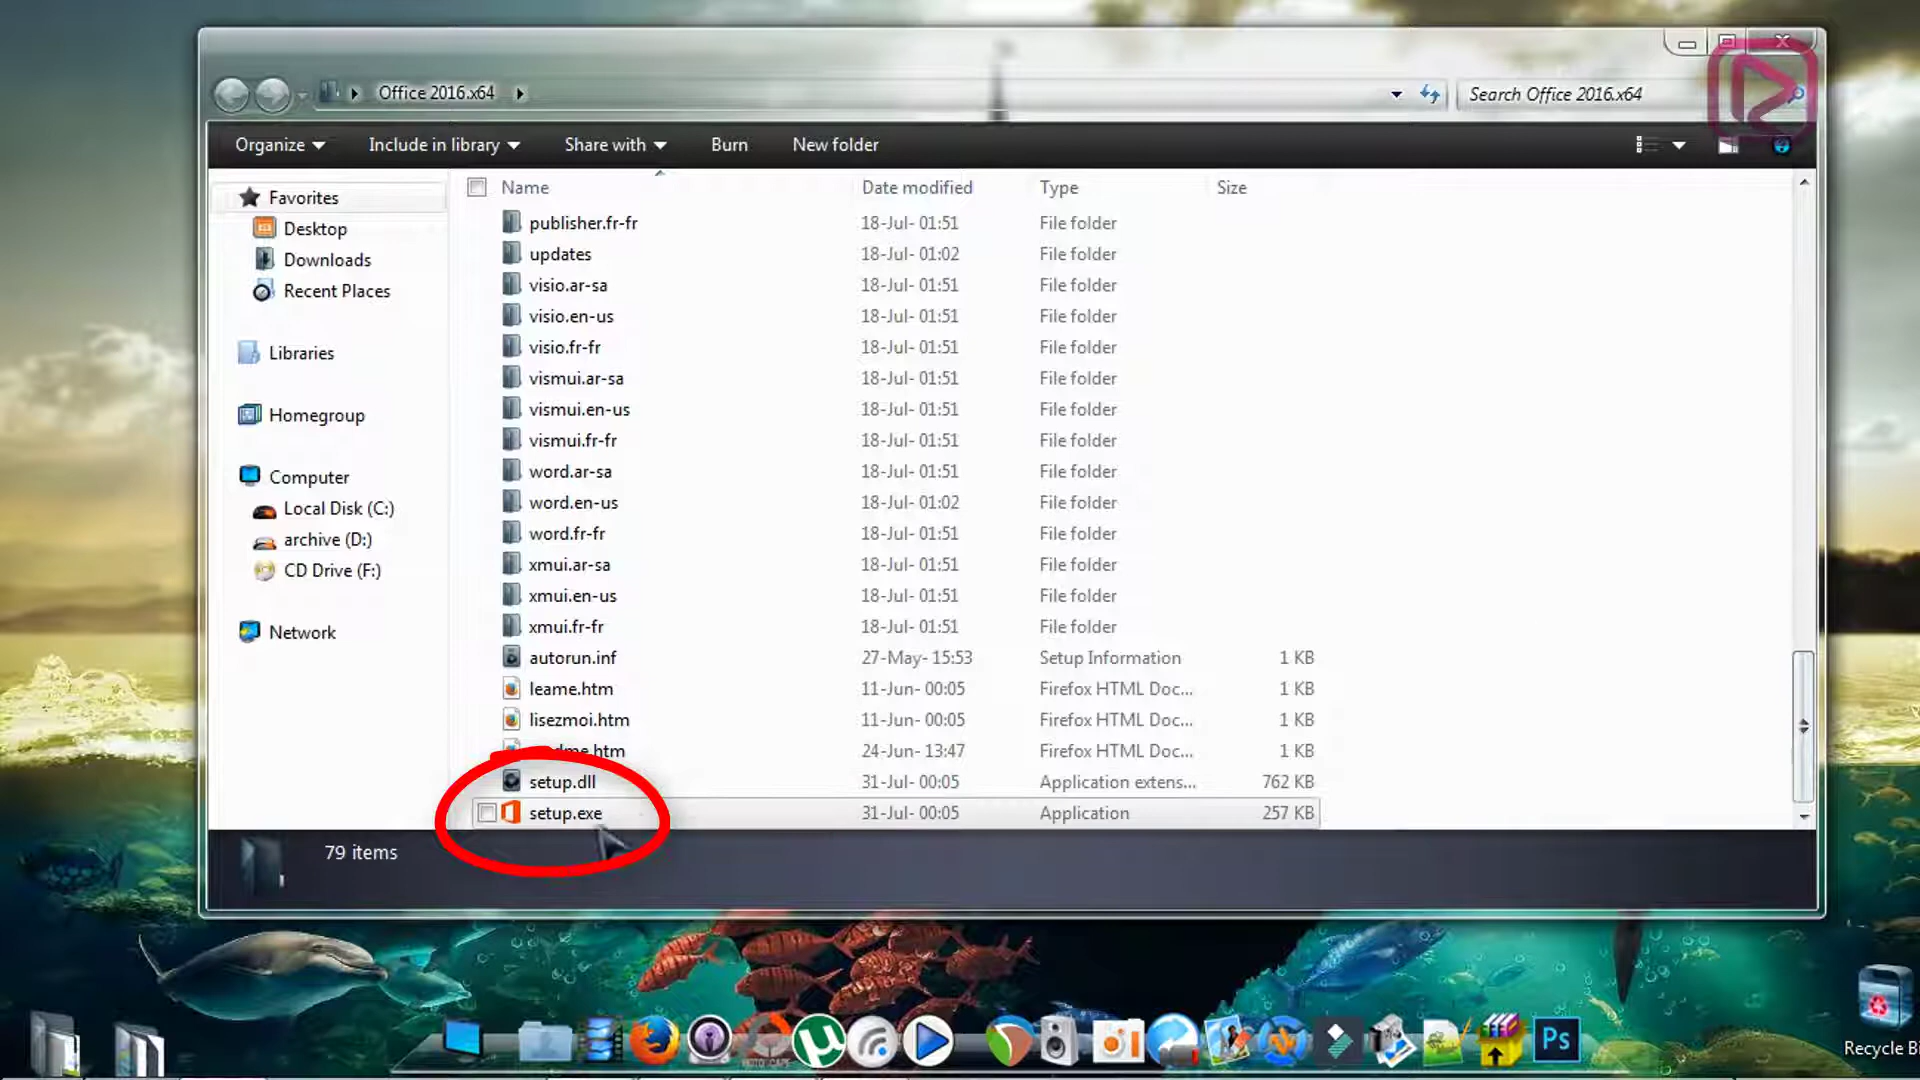 Office 2016.x64
Search Office 2016.x64
Organize Include in library Share with Burn New folder
Name Date modified Type Size
Favorites
Desktop
Downloads
Recent Places
Libraries
Homegroup
Computer
Local Disk (C:)
archive (D:)
CD Drive (F:)
Network
publisher.fr-fr 18-Jul- 01:51 File folder
updates 18-Jul- 01:02 File folder
visio.ar-sa 18-Jul- 01:51 File folder
visio.en-us 18-Jul- 01:51 File folder
visio.fr-fr 18-Jul- 01:51 File folder
vismui.ar-sa 18-Jul- 01:51 File folder
vismui.en-us 18-Jul- 01:51 File folder
vismui.fr-fr 18-Jul- 01:51 File folder
word.ar-sa 18-Jul- 01:51 File folder
word.en-us 18-Jul- 01:02 File folder
word.fr-fr 18-Jul- 01:51 File folder
xmui.ar-sa 18-Jul- 01:51 File folder
xmui.en-us 18-Jul- 01:51 File folder
xmui.fr-fr 18-Jul- 01:51 File folder
autorun.inf 27-May- 15:53 Setup Information 1 KB
leame.htm 11-Jun- 00:05 Firefox HTML Doc... 1 KB
lisezmoi.htm 11-Jun- 00:05 Firefox HTML Doc... 1 KB
24-Jun- 13:47 Firefox HTML Doc... 1 KB
setup.dll 31-Jul- 00:05 Application extens... 762 KB
setup.exe 31-Jul- 00:05 Application 257 KB
79 items
Ps
Recycle Bi